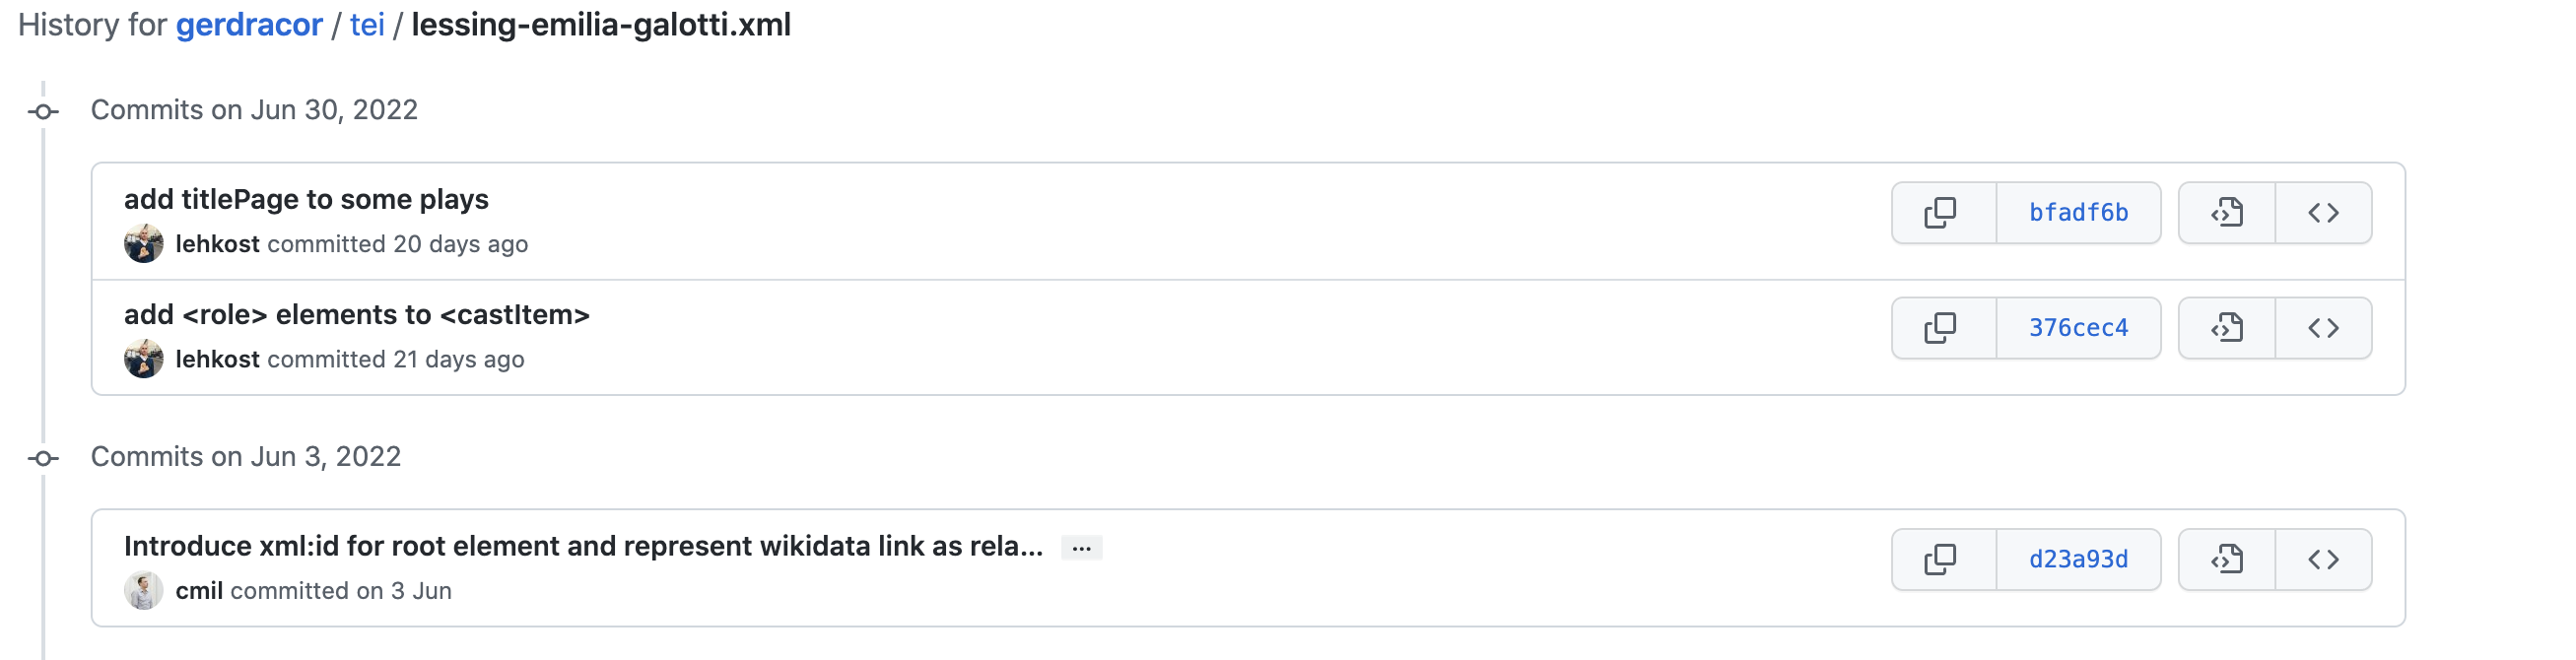 History for gerdracor / tei / lessing-emilia-galotti.xml
Commits on Jun 30, 2022
add titlePage to some plays
bfadf6b
lehkost committed 20 days ago
add <role> elements to <castItem>
376cec4
lehkost committed 21 days ago
Commits on Jun 3, 2022
Introduce xml:id for root element and represent wikidata link as rela... ...
d23a93d
cmil committed on 3 Jun